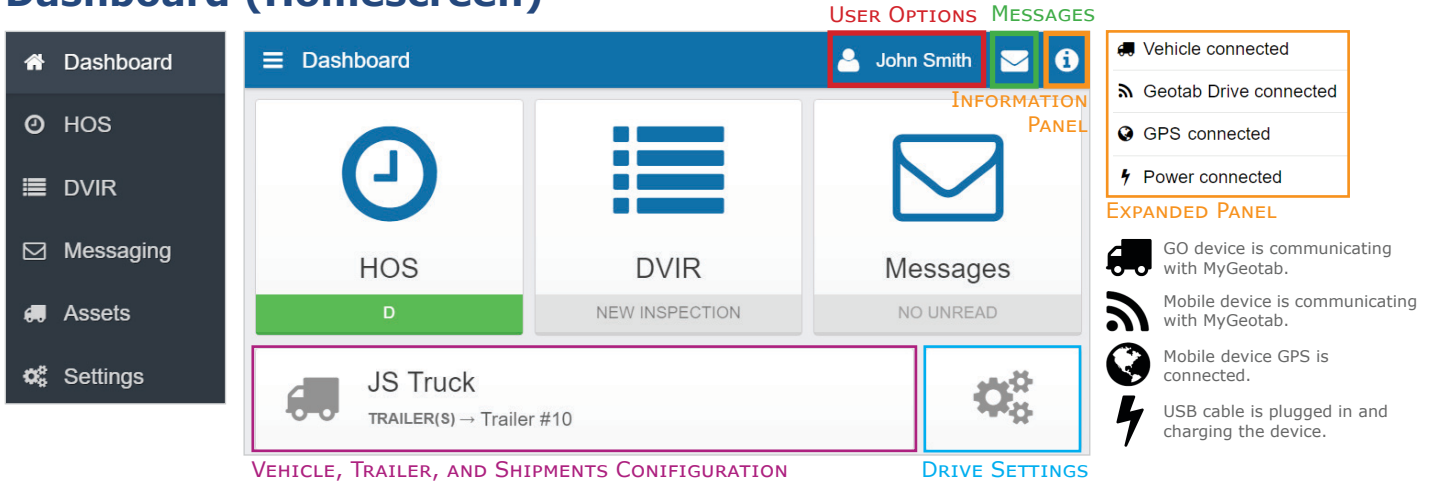 Dashboard (Homescreen)
USER OPTIONS MESSAGES
Dashboard
HOS
DVIR
Messaging
Assets
Settings
Dashboard
John Smith
INFORMATION
PANEL
HOS
D
DVIR
NEW INSPECTION
Messages
NO UNREAD
JS Truck
TRAILER(S) → Trailer #10
VEHICLE, TRAILER, AND SHIPMENTS CONIFIGURATION
DRIVE SETTINGS
Vehicle connected
Geotab Drive connected
GPS connected
Power connected
EXPANDED PANEL
GO device is communicating
with MyGeotab.
Mobile device is communicating
with MyGeotab.
Mobile device GPS is
connected.
USB cable is plugged in and
charging the device.